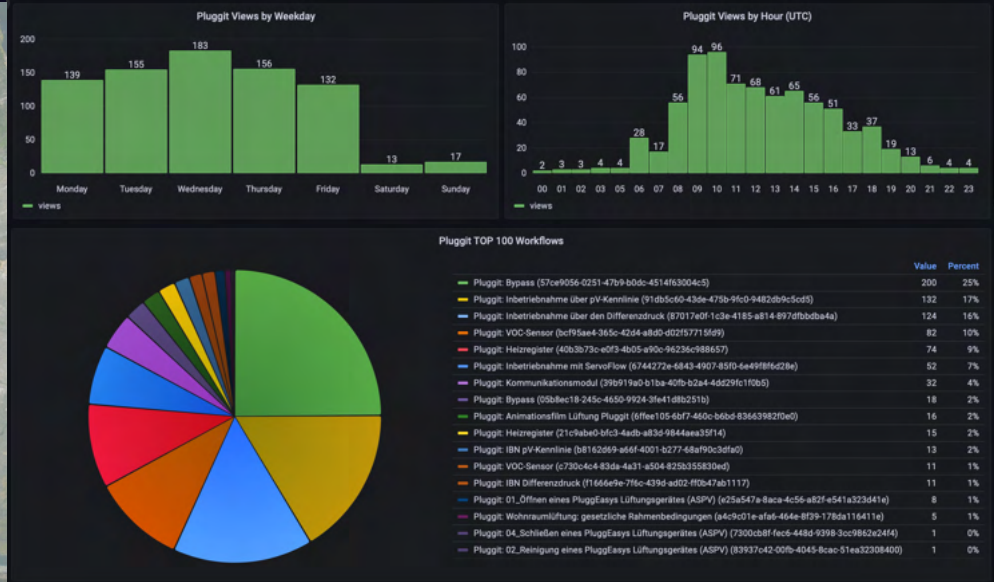 Pluggit Views by Weekday
200
150
100
50
0
139
155
183
156
132
13
17
Monday Tuesday Wednesday Thursday Friday Saturday Sunday
views
Pluggit Views by Hour (UTC)
100
80
60
40
20
0
2 3 3 4 4 28 17 56 94 96 71 68 61 65 56 51 33 37 19 13 6 4 4
00 01 02 03 05 06 07 08 09 10 11 12 13 14 15 16 17 18 19 20 21 22 23
views
Pluggit TOP 100 Workflows
Value Percent
Pluggit: Bypass (57ce9056-0251-47b9-b0dc-4514f63004c5) 200 25%
Pluggit: Inbetriebnahme über pV-Kennlinie (91db5c60-43de-475b-9fc0-9482db9c5cd5) 132 17%
Pluggit: Inbetriebnahme über den Differenzdruck (87017e0f-1c3e-4185-a814-897dfbbdba4a) 124 16%
Pluggit: VOC-Sensor (bcf95ae4-365c-42d4-a8d0-d02f57715fd9) 82 10%
Pluggit: Heizregister (40b3b73c-e0f3-4b05-a90c-96236c988657) 74 9%
Pluggit: Inbetriebnahme mit ServoFlow (6744272e-6843-4907-85f0-6e49f8f6d28e) 52 7%
Pluggit: Kommunikationsmodul (39b919a0-b1ba-40fb-b2a4-4dd29fc1f0b5) 32 4%
Pluggit: Bypass (05b8ec18-245c-4650-9924-3fe41d8b251b) 18 2%
Pluggit: Animationsfilm Lüftung Pluggit (6ffee105-6bf7-460c-b6bd-83663982f0e0) 16 2%
Pluggit: Heizregister (21c9abe0-bfc3-4adb-a83d-9844aea35f14) 15 2%
Pluggit: IBN pV-Kennlinie (b8162d69-a66f-4001-b277-68af90c3dfa0) 13 2%
Pluggit: VOC-Sensor (c730c4c4-83da-4a31-a504-825b355830ed) 11 1%
Pluggit: IBN Differenzdruck (f1666e9e-7f6c-439d-ad02-ff0b47ab1117) 11 1%
Pluggit: 01_Öffnen eines PluggEasys Lüftungsgerätes (ASPV) (e25a547a-8aca-4c56-a82f-e541a323d41e) 8 1%
Pluggit: Wohnraumlüftung: gesetzliche Rahmenbedingungen (a4c9c01e-afa6-464e-8f39-178da116411e) 5 1%
Pluggit: 04_Schließen eines PluggEasys Lüftungsgerätes (ASPV) (7300cb8f-fec6-448d-9398-3cc9862e24f4) 1 0%
Pluggit: 02_Reinigung eines PluggEasys Lüftungsgerätes (ASPV) (83937c42-00fb-4045-8cac-51ea32308400) 1 0%